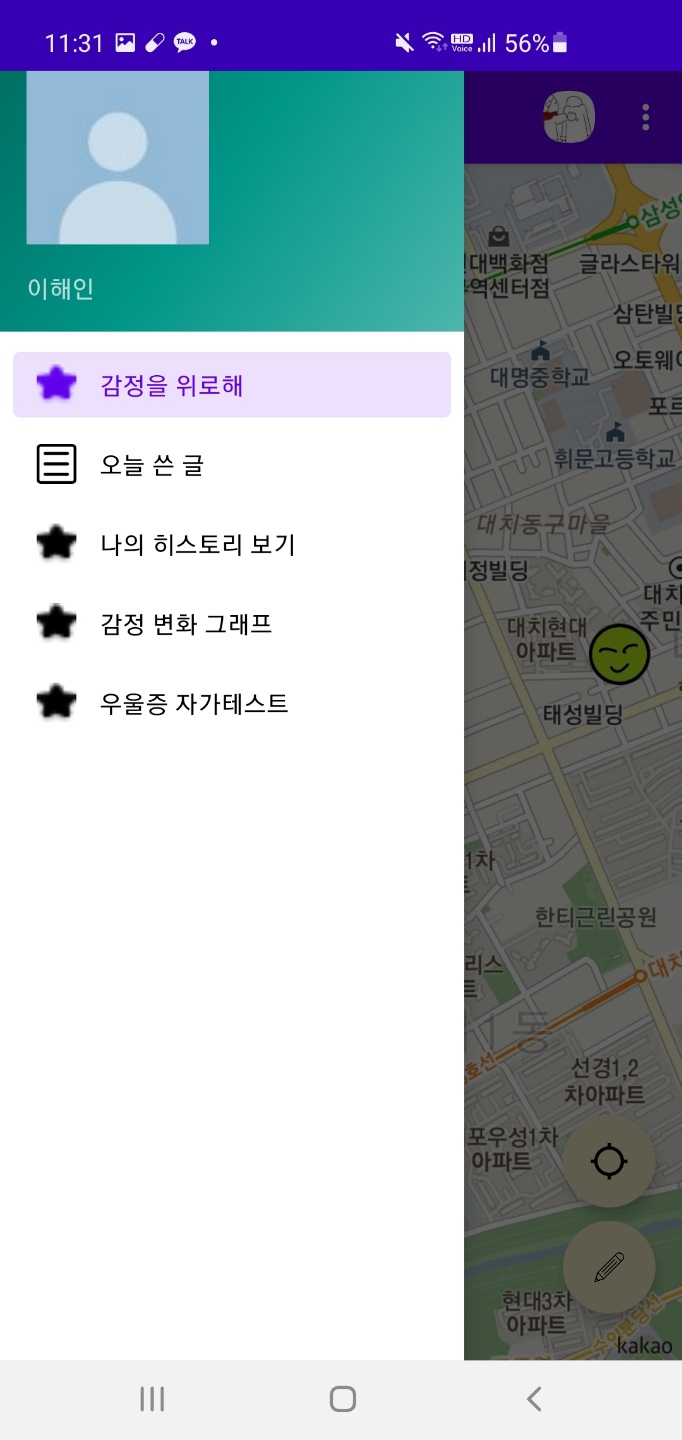 11:31
TALK
HD
Voice
56%
이해인
감정을 위로해
오늘 쓴 글
나의 히스토리 보기
감정 변화 그래프
우울증 자가테스트
삼성
대백화점
역센터점
글라스타워
삼탄빌딩
오토웨이
대명중학교
포르
휘문고등학교
대치동구마을
정빌딩
대치
주민
대치현대
아파트
태성빌딩
1차
한티근린공원
리스
대치
1동
호선
선경1,2
차아파트
포우성1차
아파트
현대3차
아파트
수인분당선
kakao